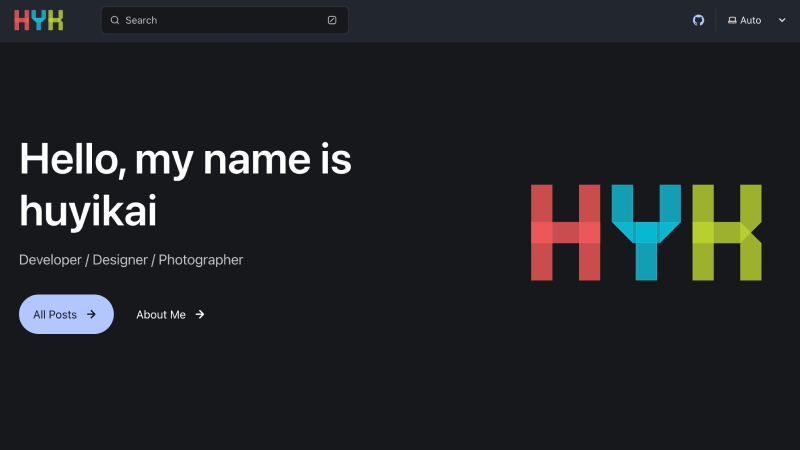 HYK
Search
Auto
Hello, my name is
huyikai
Developer / Designer / Photographer
All Posts
About Me
HYK